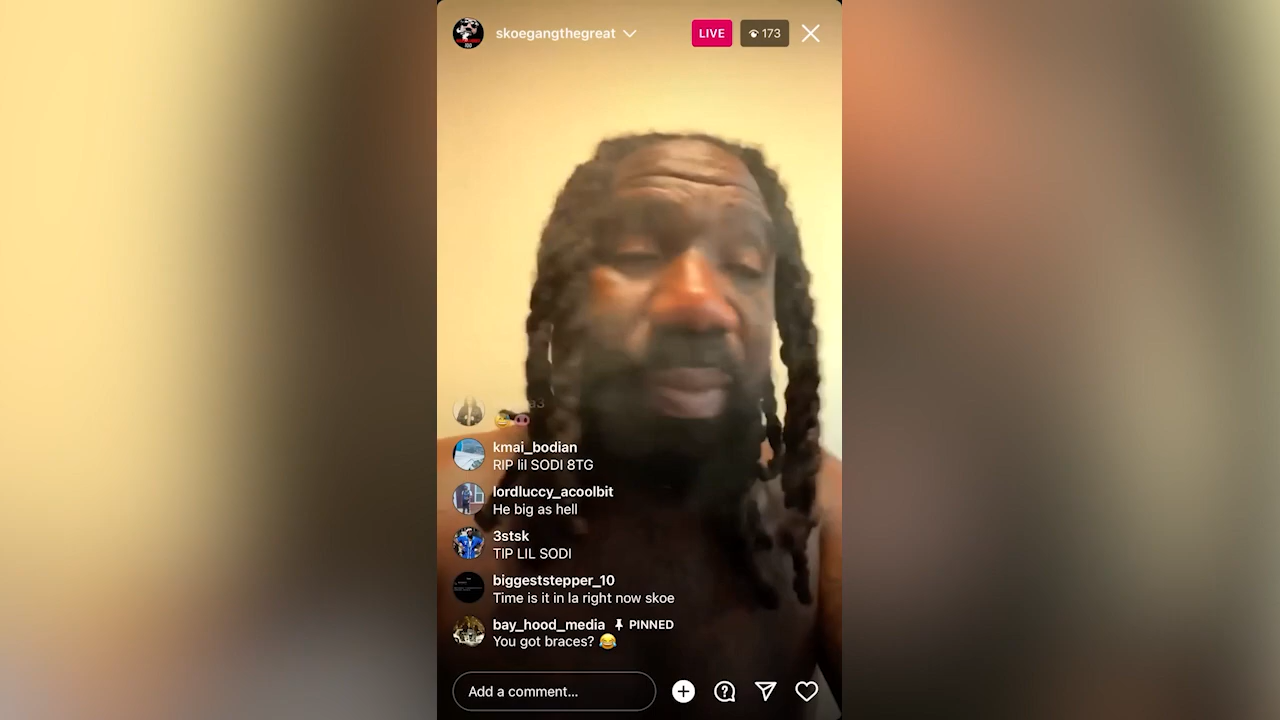 skoegangthegreat
LIVE
173
kmai_bodian
RIP lil SODI 8TG
lordluccy_acoolbit
He big as hell
3stsk
TIP LIL SODI
biggeststepper_10
Time is it in la right now skoe
bay_hood_media PINNED
You got braces? 😂
Add a comment...